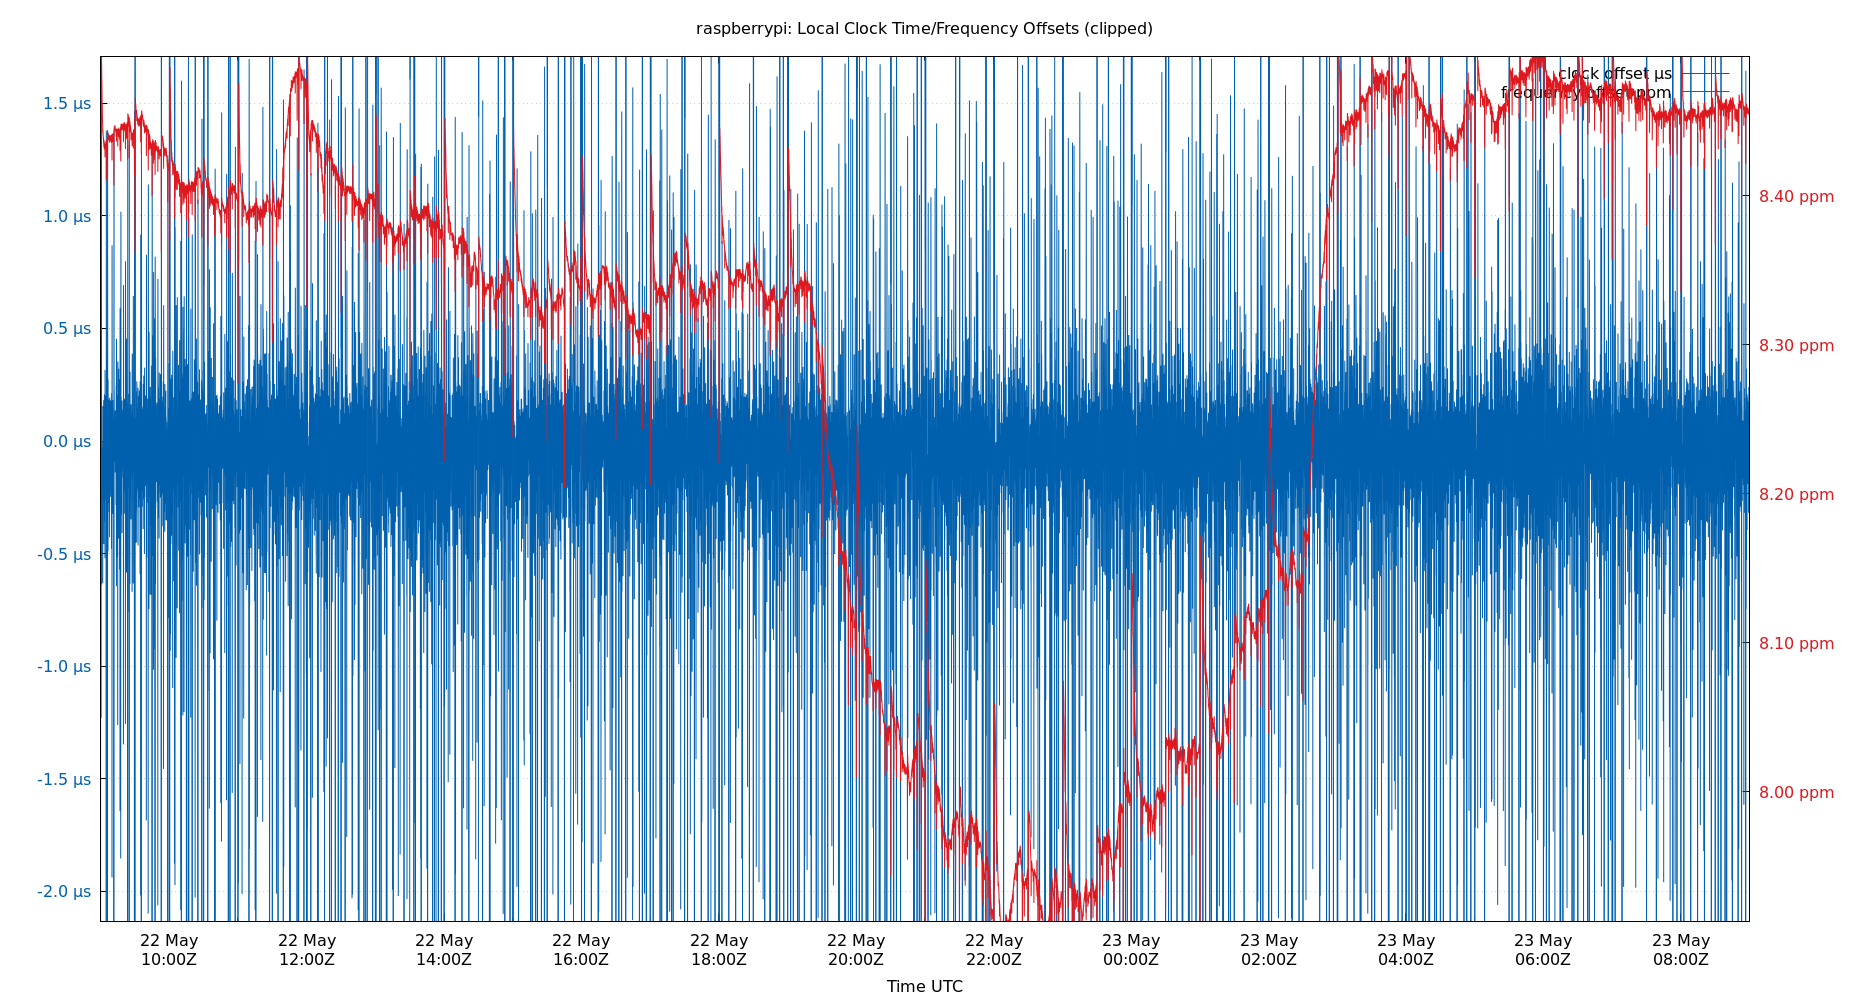 raspberrypi: Local Clock Time/Frequency Offsets (clipped)
clock offset µs
frequency offset ppm
1.5 µs
1.0 µs
0.5 µs
0.0 µs
-0.5 µs
-1.0 µs
-1.5 µs
-2.0 µs
8.40 ppm
8.30 ppm
8.20 ppm
8.10 ppm
8.00 ppm
22 May
10:00Z
22 May
12:00Z
22 May
14:00Z
22 May
16:00Z
22 May
18:00Z
22 May
20:00Z
22 May
22:00Z
23 May
00:00Z
23 May
02:00Z
23 May
04:00Z
23 May
06:00Z
23 May
08:00Z
Time UTC